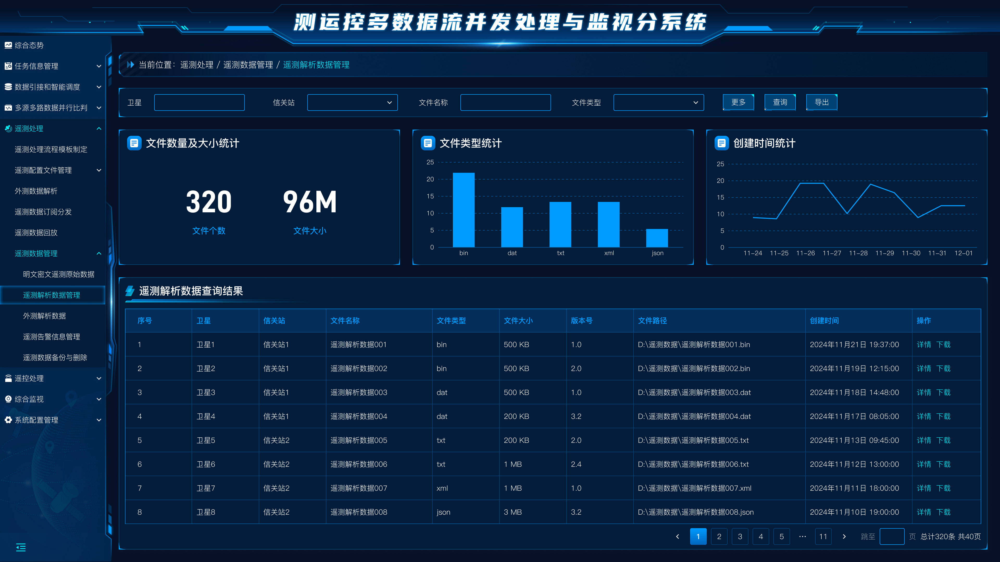 测运控多数据流并发处理与监视分系统
综合态势
任务信息管理
数据引接和智能调度
多源多路数据并行比判
遥测处理
遥测处理流程模板制定
遥测配置文件管理
外测数据解析
遥测数据订阅分发
遥测数据回放
遥测数据管理
明文密文遥测原始数据
遥测解析数据管理
外测解析数据
遥测告警信息管理
遥测数据备份与删除
遥控处理
综合监视
系统配置管理
当前位置：遥测处理 / 遥测数据管理 / 遥测解析数据管理
卫星 信关站 文件名称 文件类型 更多 查询 导出
文件数量及大小统计
320 96M
文件个数 文件大小
文件类型统计
25
20
15
10
5
0
bin dat txt xml json
创建时间统计
25
20
15
10
5
0
11-24 11-25 11-26 11-27 11-28 11-29 11-30 11-31 12-01
遥测解析数据查询结果
序号 卫星 信关站 文件名称 文件类型 文件大小 版本号 文件路径 创建时间 操作
1 卫星1 信关站1 遥测解析数据001 bin 500 KB 1.0 D:\遥测数据\遥测解析数据001.bin 2024年11月21日 19:37:00 详情 下载
2 卫星2 信关站1 遥测解析数据002 bin 500 KB 2.0 D:\遥测数据\遥测解析数据002.bin 2024年11月19日 12:15:00 详情 下载
3 卫星3 信关站1 遥测解析数据003 dat 500 KB 1.0 D:\遥测数据\遥测解析数据003.dat 2024年11月18日 14:48:00 详情 下载
4 卫星4 信关站1 遥测解析数据004 dat 200 KB 3.2 D:\遥测数据\遥测解析数据004.dat 2024年11月17日 08:05:00 详情 下载
5 卫星5 信关站2 遥测解析数据005 txt 200 KB 2.0 D:\遥测数据\遥测解析数据005.txt 2024年11月13日 09:45:00 详情 下载
6 卫星6 信关站2 遥测解析数据006 txt 1 MB 2.4 D:\遥测数据\遥测解析数据006.txt 2024年11月12日 13:00:00 详情 下载
7 卫星7 信关站2 遥测解析数据007 xml 1 MB 1.0 D:\遥测数据\遥测解析数据007.xml 2024年11月11日 18:00:00 详情 下载
8 卫星8 信关站2 遥测解析数据008 json 3 MB 3.2 D:\遥测数据\遥测解析数据008.json 2024年11月10日 19:00:00 详情 下载
1 2 3 4 5 ··· 11 跳至 页 总计320条 共40页